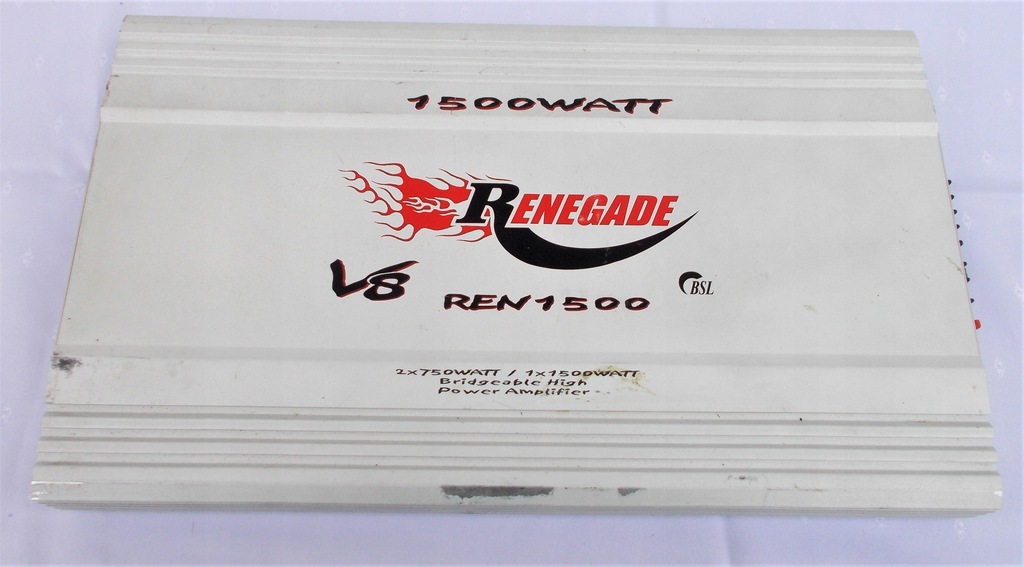 1500WATT
RENEGADE
V8 REN1500
BSL
2x750WATT / 1x1500WATT
Bridgeable High
Power Amplifier